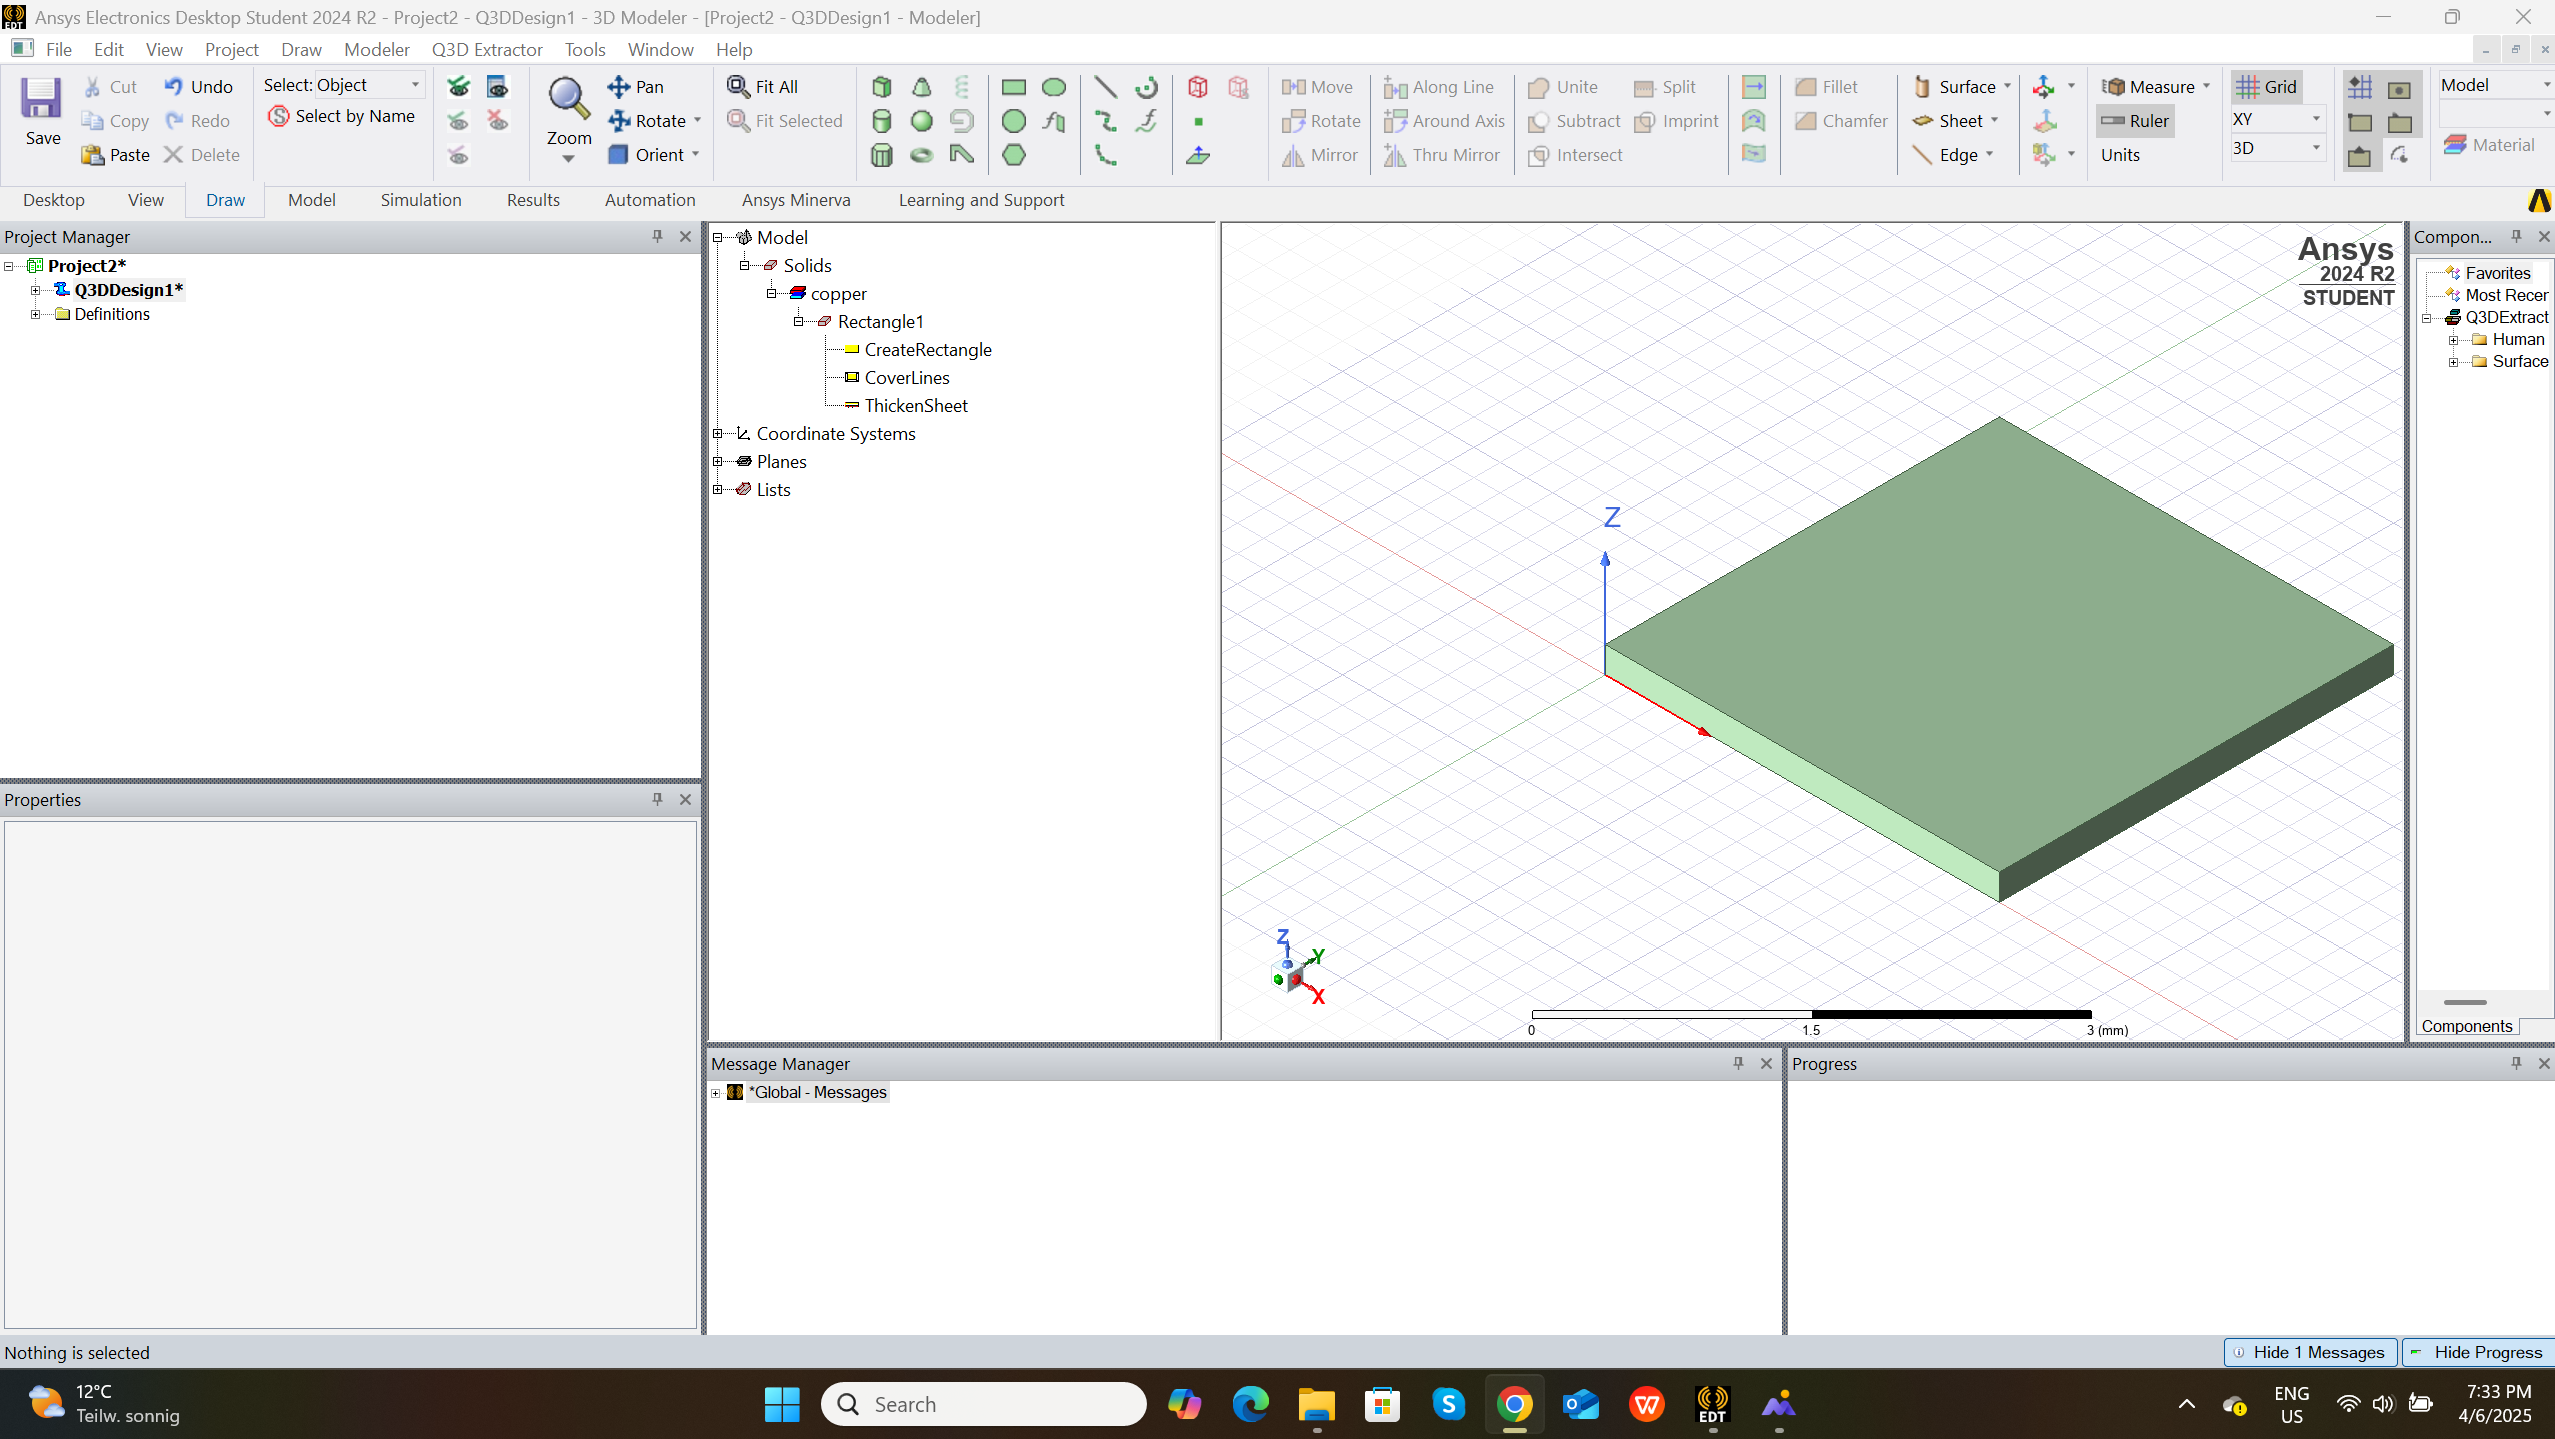 Ansys Electronics Desktop Student 2024 R2 - Project2 - Q3DDesign1 - 3D Modeler - [Project2 - Q3DDesign1 - Modeler]
File Edit View Project Draw Modeler Q3D Extractor Tools Window Help
Save
Cut
Copy
Paste
Undo
Redo
Delete
Select: Object
Select by Name
Zoom
Pan
Rotate
Orient
Fit All
Fit Selected
Move
Rotate
Mirror
Along Line
Around Axis
Thru Mirror
Unite
Subtract
Intersect
Split
Imprint
Fillet
Chamfer
Surface
Sheet
Edge
Measure
Ruler
Units
Grid
XY
3D
Model
Material
Desktop View Draw Model Simulation Results Automation Ansys Minerva Learning and Support
Project Manager
Project2*
Q3DDesign1*
Definitions
Properties
Model
Solids
copper
Rectangle1
CreateRectangle
CoverLines
ThickenSheet
Coordinate Systems
Planes
Lists
Ansys
2024 R2
STUDENT
Z
Z
Y
X
0 1.5 3 (mm)
Compon...
Favorites
Most Recer
Q3DExtract
Human
Surface
Components
Message Manager
*Global - Messages
Progress
Nothing is selected
Hide 1 Messages
Hide Progress
12°C
Teilw. sonnig
Search
EDT
ENG
US
7:33 PM
4/6/2025